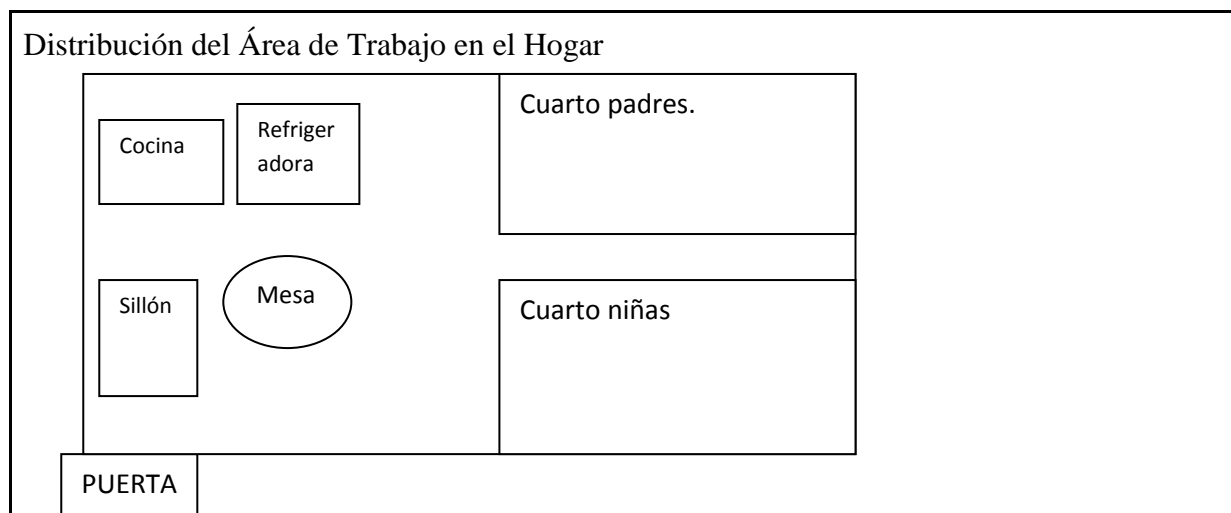 Distribución del Área de Trabajo en el Hogar
Cuarto padres.
Cocina
Refriger
adora
Sillón
Mesa
Cuarto niñas
PUERTA